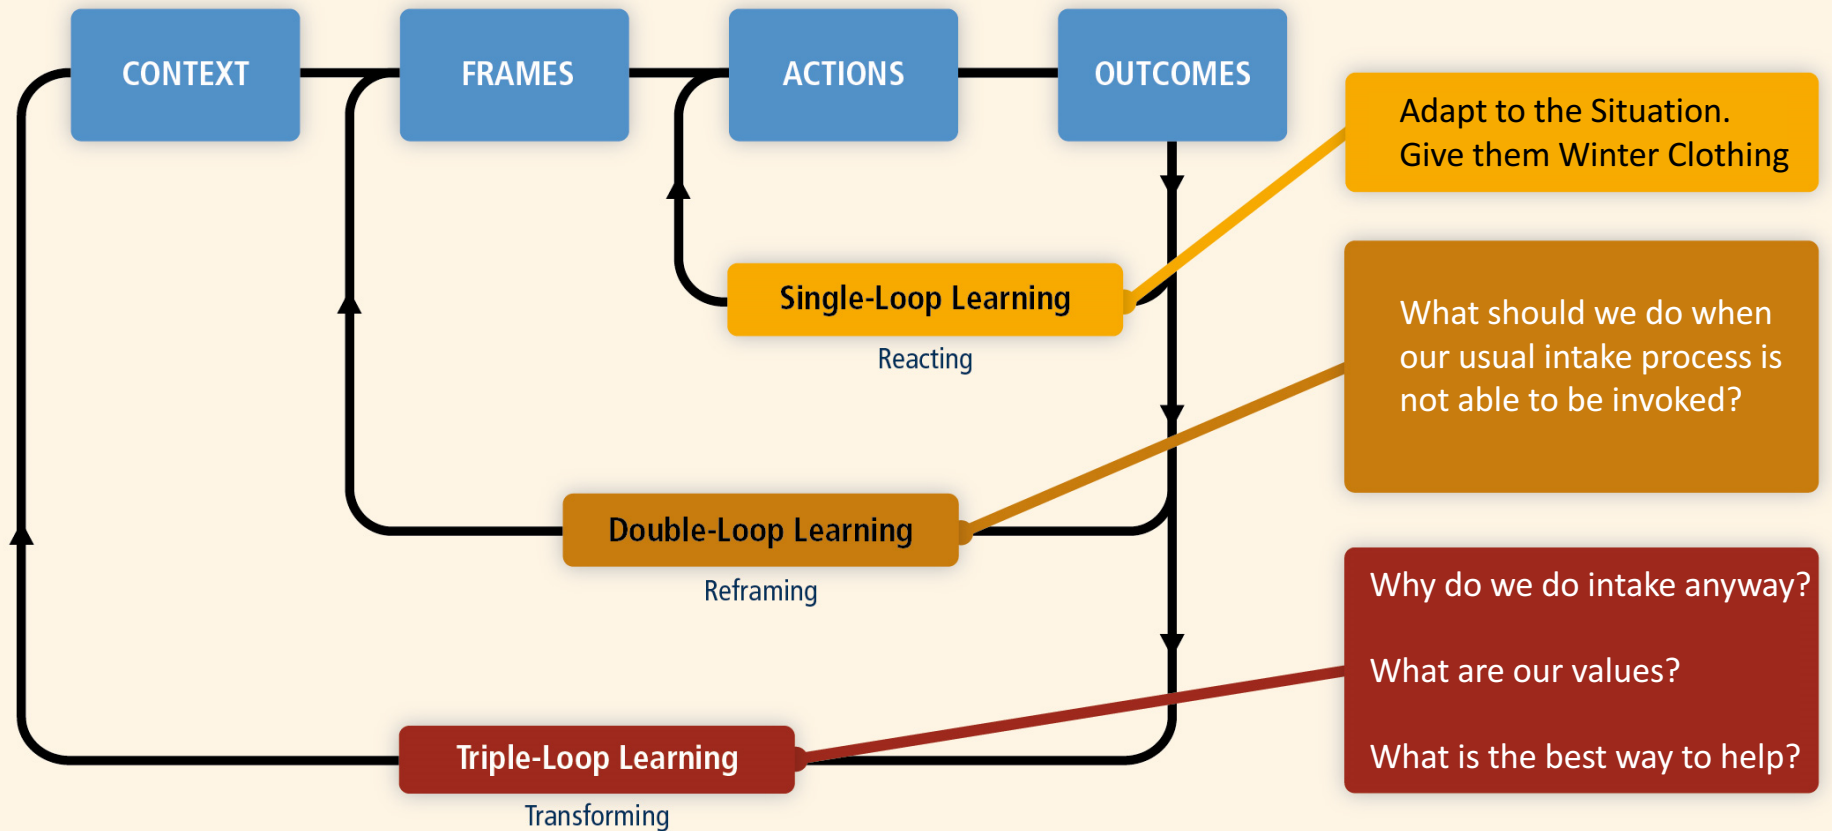 CONTEXT
FRAMES
ACTIONS
OUTCOMES
Adapt to the Situation.
Give them Winter Clothing
Single-Loop Learning
Reacting
What should we do when
our usual intake process is
not able to be invoked?
Double-Loop Learning
Reframing
Why do we do intake anyway?
What are our values?
What is the best way to help?
Triple-Loop Learning
Transforming